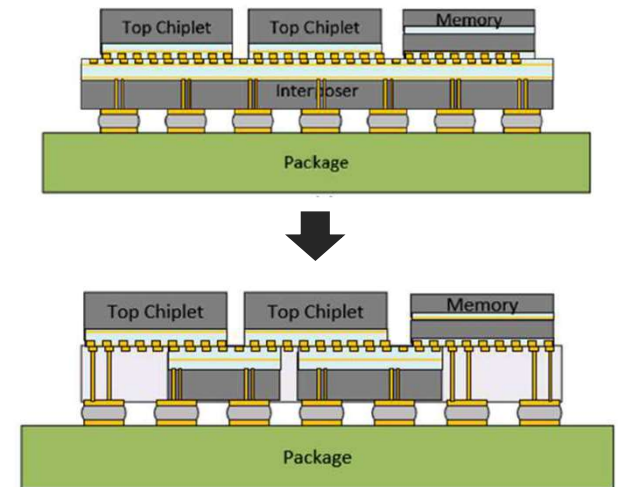 Top Chiplet
Top Chiplet
Memory
Interposer
Package
Top Chiplet
Top Chiplet
Memory
Package